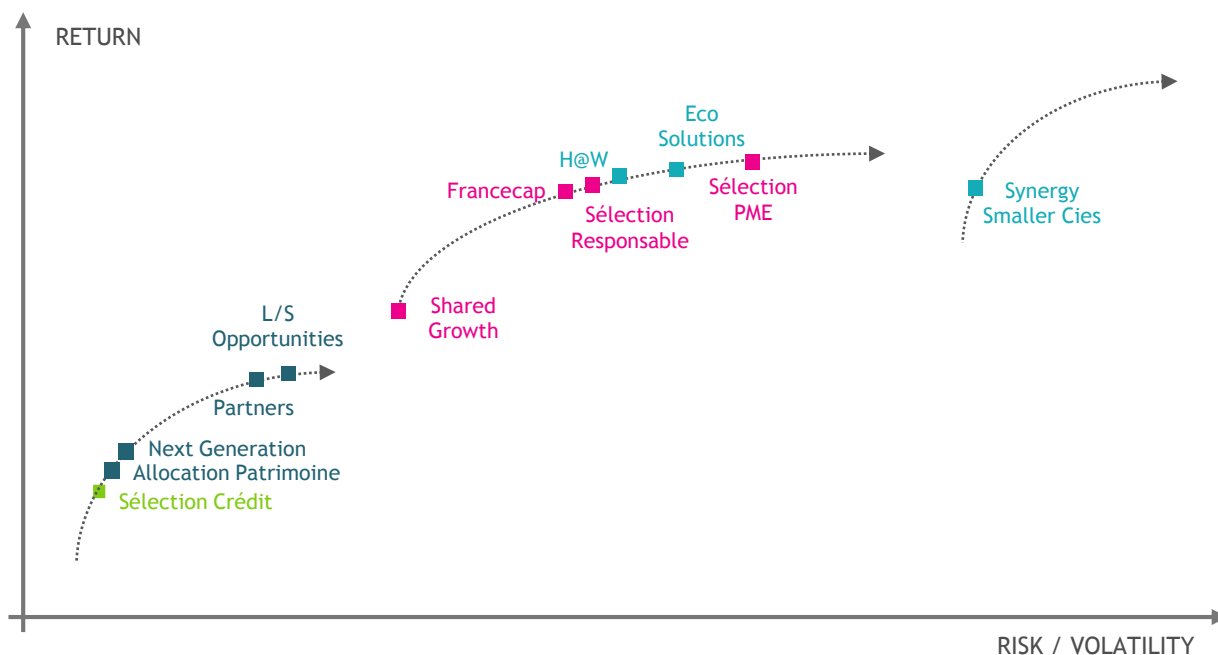 RETURN
Eco
Solutions
H@W
Francecap
Sélection
Responsable
Sélection
PME
Synergy
Smaller Cies
Shared
Growth
L/S
Opportunities
Partners
Next Generation
Allocation Patrimoine
Sélection Crédit
RISK / VOLATILITY